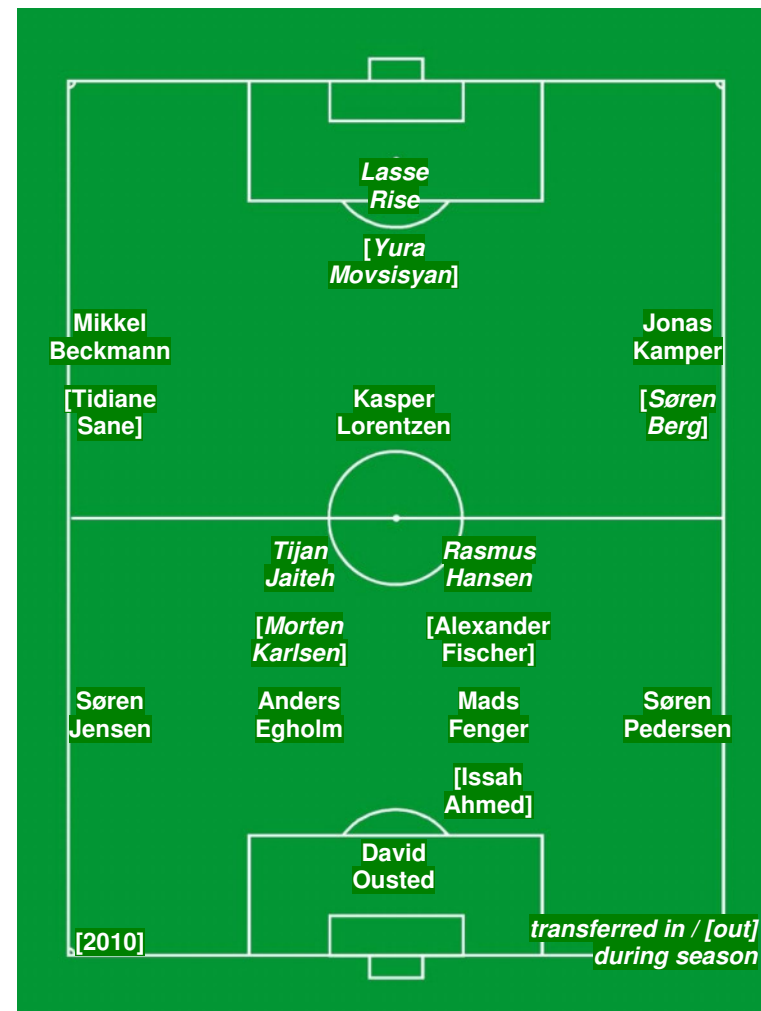 Lasse
Rise
[Yura
Movsisyan]
Mikkel
Beckmann
Jonas
Kamper
[Tidiane
Sane]
Kasper
Lorentzen
[Søren
Berg]
Tijan
Jaiteh
Rasmus
Hansen
[Morten
Karlsen]
[Alexander
Fischer]
Søren
Jensen
Anders
Egholm
Mads
Fenger
Søren
Pedersen
[Issah
Ahmed]
David
Ousted
[2010]
transferred in / [out]
during season